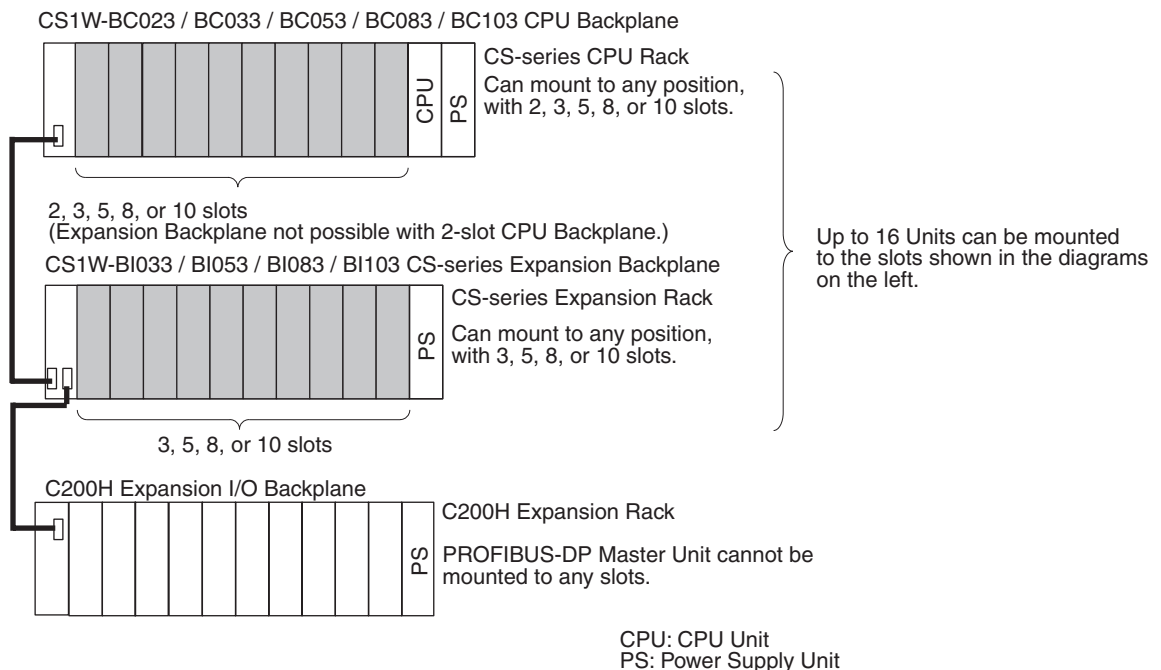 CS1W-BC023 / BC033 / BC053 / BC083 / BC103 CPU Backplane
CS-series CPU Rack
Can mount to any position,
with 2, 3, 5, 8, or 10 slots.
CPU
PS
2, 3, 5, 8, or 10 slots
(Expansion Backplane not possible with 2-slot CPU Backplane.)
CS1W-BI033 / BI053 / BI083 / BI103 CS-series Expansion Backplane
CS-series Expansion Rack
Can mount to any position,
with 3, 5, 8, or 10 slots.
PS
3, 5, 8, or 10 slots
Up to 16 Units can be mounted
to the slots shown in the diagrams
on the left.
C200H Expansion I/O Backplane
C200H Expansion Rack
PROFIBUS-DP Master Unit cannot be
mounted to any slots.
PS
CPU: CPU Unit
PS: Power Supply Unit